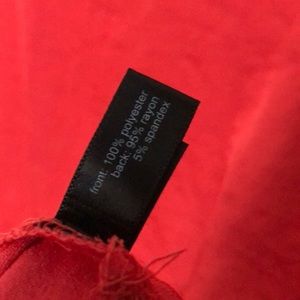 front: 100% polyester
back: 95% rayon
5% spandex